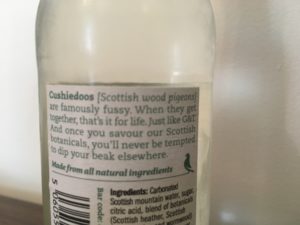 Cushiedoos [Scottish wood pigeons]
are famously fussy. When they get
together, that's it for life. Just like G&T.
And once you savour our Scottish
botanicals, you'll never be tempted
to dip your beak elsewhere.
Made from all natural ingredients
Bar code:
Ingredients: Carbonated
Scottish mountain water, sugar,
citric acid, blend of botanicals
(Scottish heather, Scottish
wormwood)